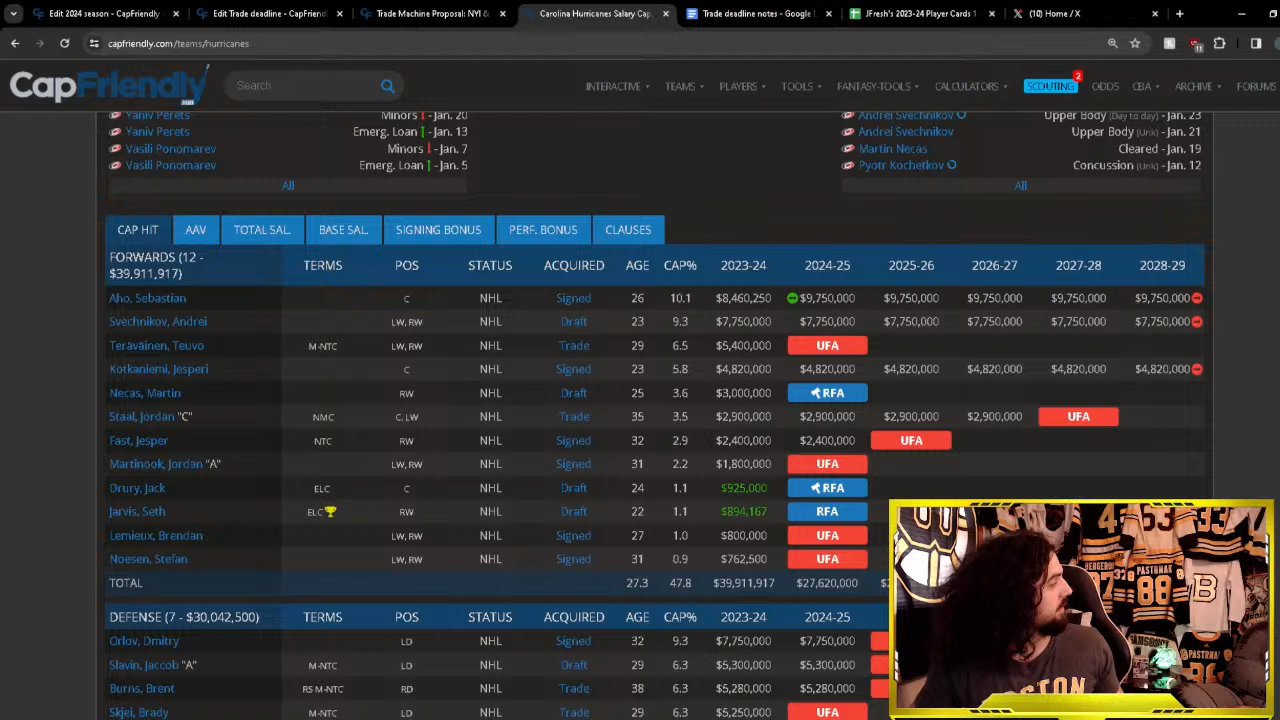 Edit 2024 season - CapFriendly
Edit Trade deadline - CapFriend
Trade Machine Proposal: NYI &
Carolina Hurricanes Salary Cap,
Trade deadline notes - Google D
JFresh's 2023-24 Player Cards 1
(10) Home / X
capfriendly.com/teams/hurricanes
11
CapFriendly
.com
Search
INTERACTIVE
TEAMS
PLAYERS
TOOLS
FANTASY-TOOLS
CALCULATORS
SCOUTING
2
ODDS
CBA
ARCHIVE
FORUMS
Yaniv Perets Minors - Jan. 20
Yaniv Perets Emerg. Loan - Jan. 13
Vasili Ponomarev Minors - Jan. 7
Vasili Ponomarev Emerg. Loan - Jan. 5
All
Andrei Svechnikov Upper Body (Day to day) - Jan. 23
Andrei Svechnikov Upper Body (Unk) - Jan. 21
Martin Necas Cleared - Jan. 19
Pyotr Kochetkov Concussion (Unk) - Jan. 12
All
CAP HIT AAV TOTAL SAL. BASE SAL. SIGNING BONUS PERF. BONUS CLAUSES
FORWARDS (12 - $39,911,917) TERMS POS STATUS ACQUIRED AGE CAP% 2023-24 2024-25 2025-26 2026-27 2027-28 2028-29
Aho, Sebastian C NHL Signed 26 10.1 $8,460,250 $9,750,000 $9,750,000 $9,750,000 $9,750,000 $9,750,000
Svechnikov, Andrei LW, RW NHL Draft 23 9.3 $7,750,000 $7,750,000 $7,750,000 $7,750,000 $7,750,000 $7,750,000
Teräväinen, Teuvo M-NTC LW, RW NHL Trade 29 6.5 $5,400,000 UFA
Kotkaniemi, Jesperi C NHL Signed 23 5.8 $4,820,000 $4,820,000 $4,820,000 $4,820,000 $4,820,000 $4,820,000
Necas, Martin RW NHL Draft 25 3.6 $3,000,000 RFA
Staal, Jordan "C" NMC C, LW NHL Trade 35 3.5 $2,900,000 $2,900,000 $2,900,000 $2,900,000 UFA
Fast, Jesper NTC RW NHL Signed 32 2.9 $2,400,000 $2,400,000 UFA
Martinook, Jordan "A" LW, RW NHL Signed 31 2.2 $1,800,000 UFA
Drury, Jack ELC C NHL Draft 24 1.1 $925,000 RFA
Jarvis, Seth ELC RW NHL Draft 22 1.1 $894,167 RFA
Lemieux, Brendan LW, RW NHL Signed 27 1.0 $800,000 UFA
Noesen, Stefan LW, RW NHL Signed 31 0.9 $762,500 UFA
TOTAL 27.3 47.8 $39,911,917 $27,620,000
DEFENSE (7 - $30,042,500) TERMS POS STATUS ACQUIRED AGE CAP% 2023-24 2024-25
Orlov, Dmitry LD NHL Signed 32 9.3 $7,750,000 $7,750,000
Slavin, Jaccob "A" M-NTC LD NHL Draft 29 6.3 $5,300,000 $5,300,000
Burns, Brent RS M-NTC RD NHL Trade 38 6.3 $5,280,000 $5,280,000
Skjei, Brady M-NTC LD NHL Trade 29 6.3 $5,250,000 UFA
BERGERON
37
PASTRNAK
88
33
B
PASTRNAK